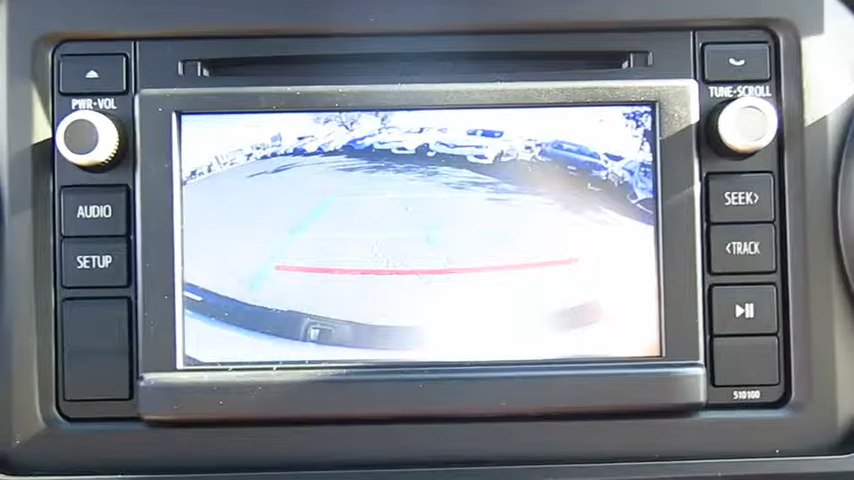 PWR·VOL
AUDIO
SETUP
TUNE·SCROLL
SEEK>
<TRACK
510100